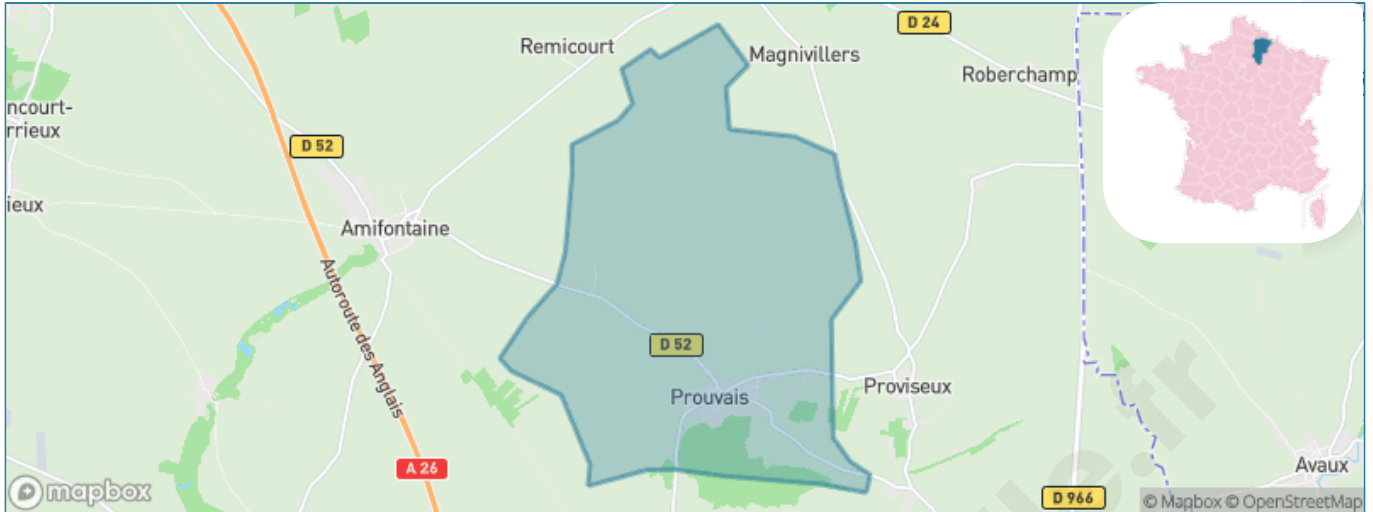 D 24
Remicourt
Magnivillers
Roberchamp
ncourt-
rrieux
D 52
ieux
Amifontaine
Autoroute des Anglais
D 52
Prouvais
Proviseux
A 26
Avaux
D 966
mapbox
© Mapbox © OpenStreetMap